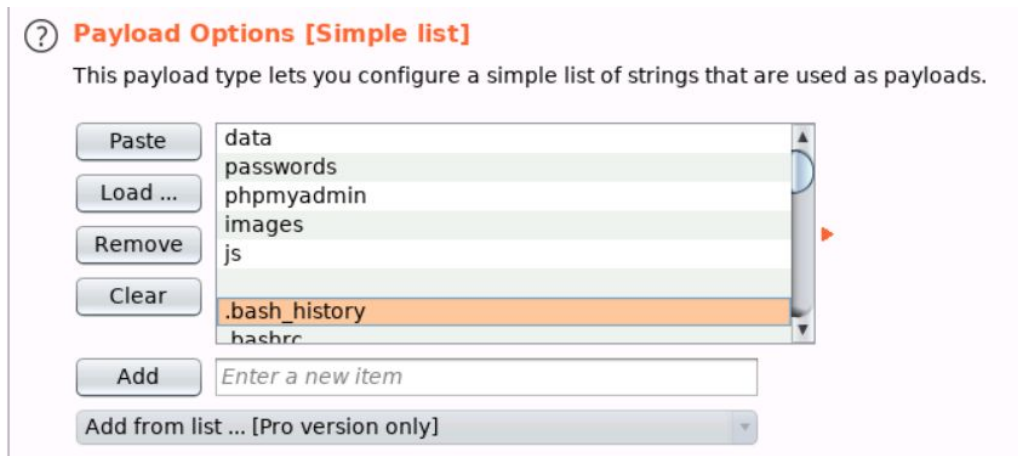 ?
Payload Options [Simple list]
This payload type lets you configure a simple list of strings that are used as payloads.
Paste
Load ...
Remove
Clear
data
passwords
phpmyadmin
images
js
.bash_history
.bashrc
Add
Enter a new item
Add from list ... [Pro version only]